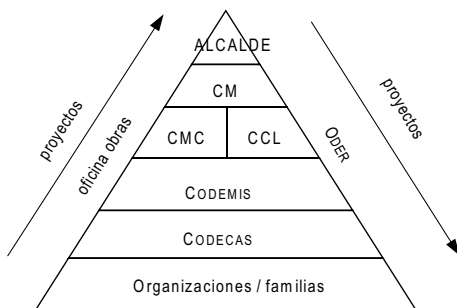 ALCALDE
CM
CMC
CCL
CODEMIS
CODECAS
Organizaciones / familias
proyectos
oficina obras
ODER
proyectos